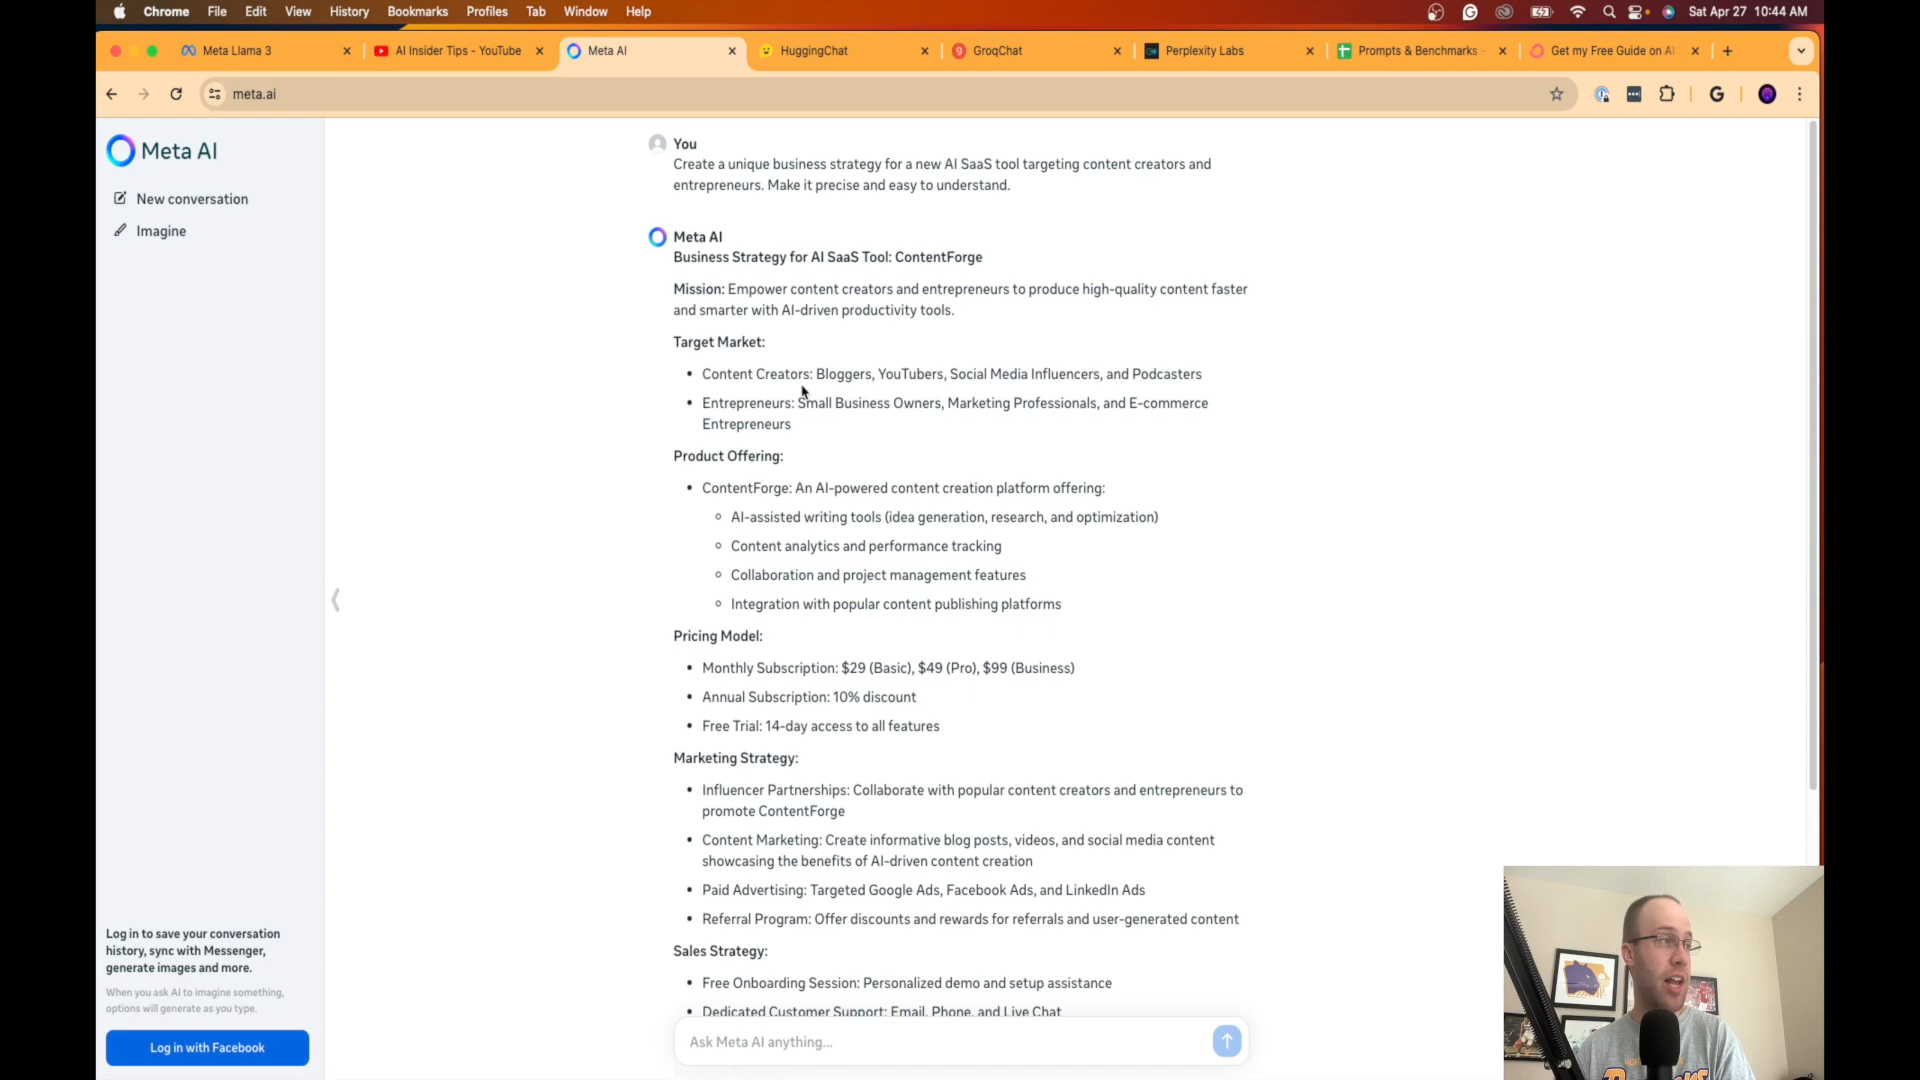 Chrome File Edit View History Bookmarks Profiles Tab Window Help Sat Apr 27 10:44 AM
Meta Llama 3 AI Insider Tips - YouTube Meta AI HuggingChat GroqChat Perplexity Labs Prompts & Benchmarks - Get my Free Guide on AI
meta.ai
Meta AI
New conversation
Imagine
You
Create a unique business strategy for a new AI SaaS tool targeting content creators and
entrepreneurs. Make it precise and easy to understand.
Meta AI
Business Strategy for AI SaaS Tool: ContentForge
Mission: Empower content creators and entrepreneurs to produce high-quality content faster
and smarter with AI-driven productivity tools.
Target Market:
• Content Creators: Bloggers, YouTubers, Social Media Influencers, and Podcasters
• Entrepreneurs: Small Business Owners, Marketing Professionals, and E-commerce
Entrepreneurs
Product Offering:
• ContentForge: An AI-powered content creation platform offering:
◦ AI-assisted writing tools (idea generation, research, and optimization)
◦ Content analytics and performance tracking
◦ Collaboration and project management features
◦ Integration with popular content publishing platforms
Pricing Model:
• Monthly Subscription: $29 (Basic), $49 (Pro), $99 (Business)
• Annual Subscription: 10% discount
• Free Trial: 14-day access to all features
Marketing Strategy:
• Influencer Partnerships: Collaborate with popular content creators and entrepreneurs to
promote ContentForge
• Content Marketing: Create informative blog posts, videos, and social media content
showcasing the benefits of AI-driven content creation
• Paid Advertising: Targeted Google Ads, Facebook Ads, and LinkedIn Ads
• Referral Program: Offer discounts and rewards for referrals and user-generated content
Sales Strategy:
• Free Onboarding Session: Personalized demo and setup assistance
• Dedicated Customer Support: Email, Phone, and Live Chat
Ask Meta AI anything...
Log in to save your conversation
history, sync with Messenger,
generate images and more.
When you ask AI to imagine something,
options will generate as you type.
Log in with Facebook